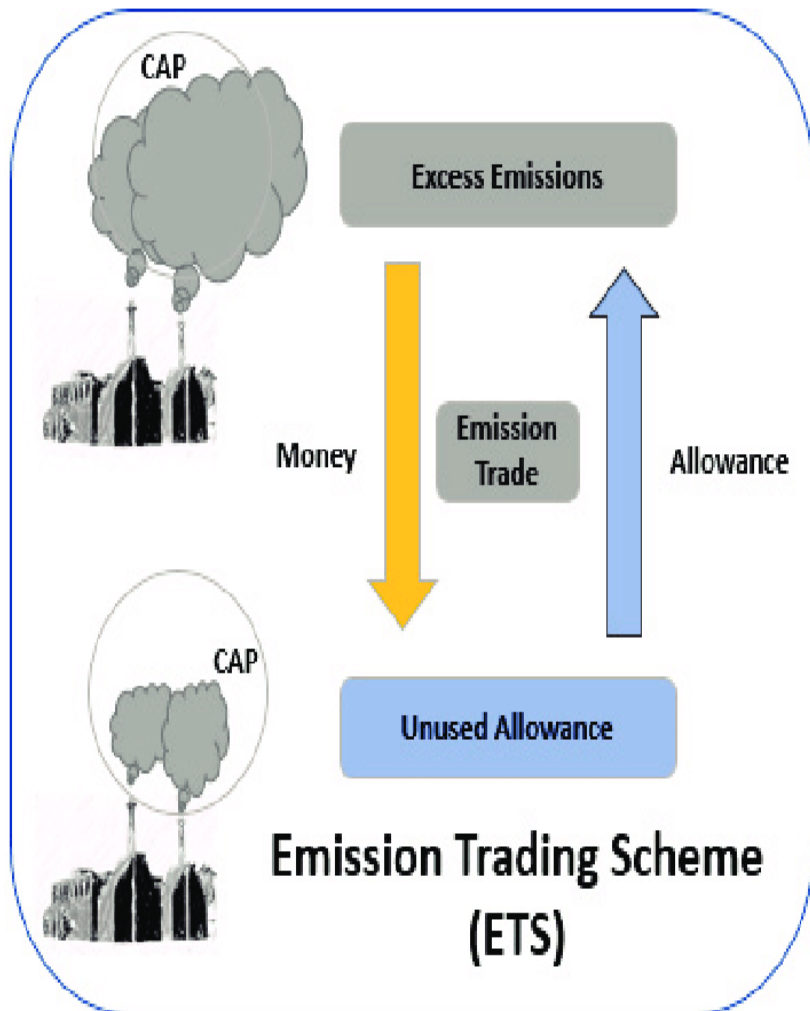 CAP
Excess Emissions
Money
Emission
Trade
Allowance
CAP
Unused Allowance
Emission Trading Scheme
(ETS)